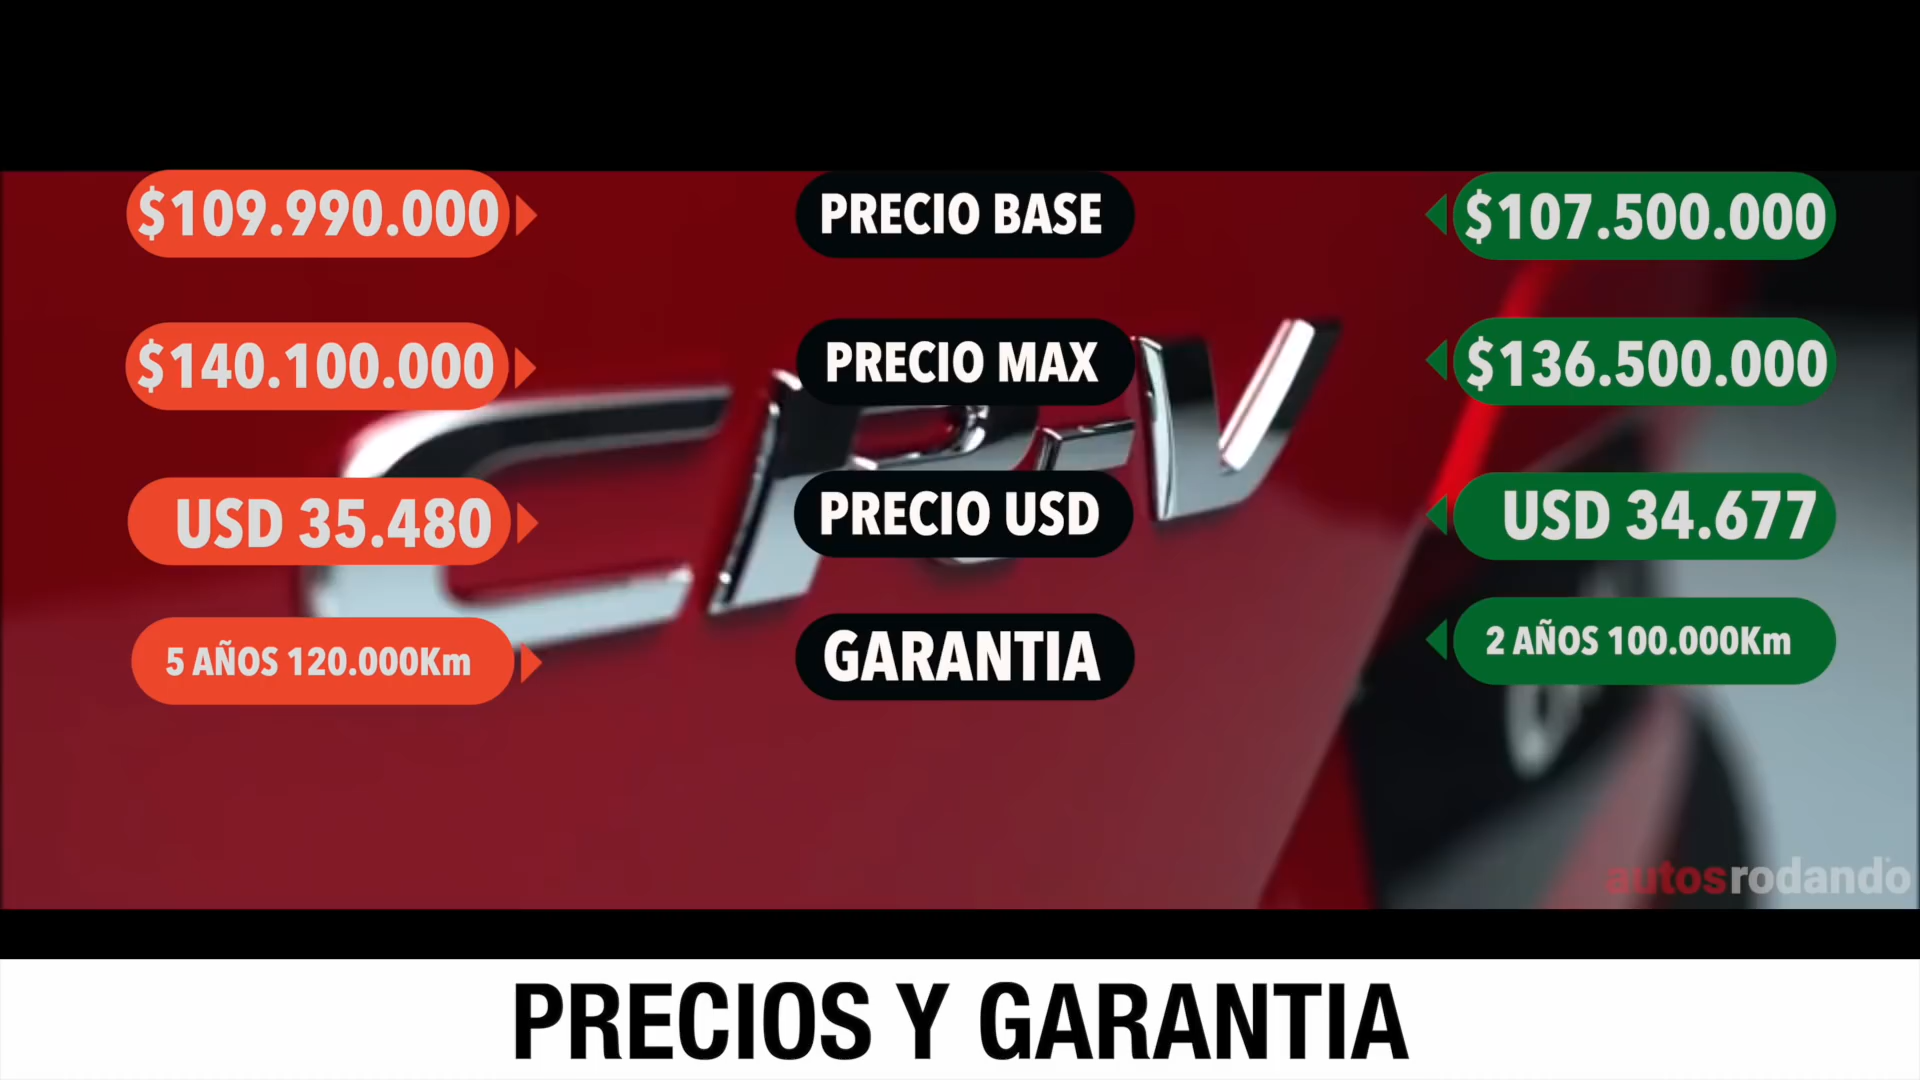 $109.990.000 PRECIO BASE $107.500.000
$140.100.000 PRECIO MAX $136.500.000
CR-V
USD 35.480 PRECIO USD USD 34.677
5 AÑOS 120.000Km GARANTIA 2 AÑOS 100.000Km
autosrodando
PRECIOS Y GARANTIA